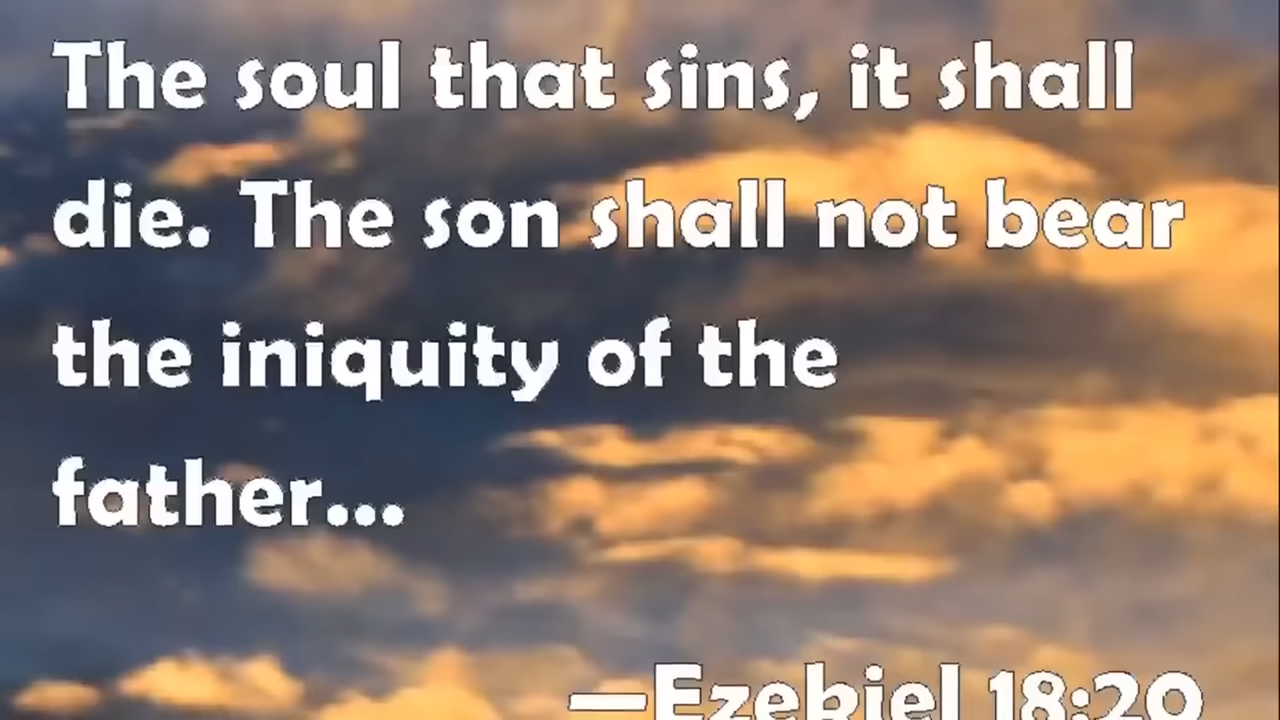 The soul that sins, it shall
die. The son shall not bear
the iniquity of the
father...
—Ezekiel 18:20